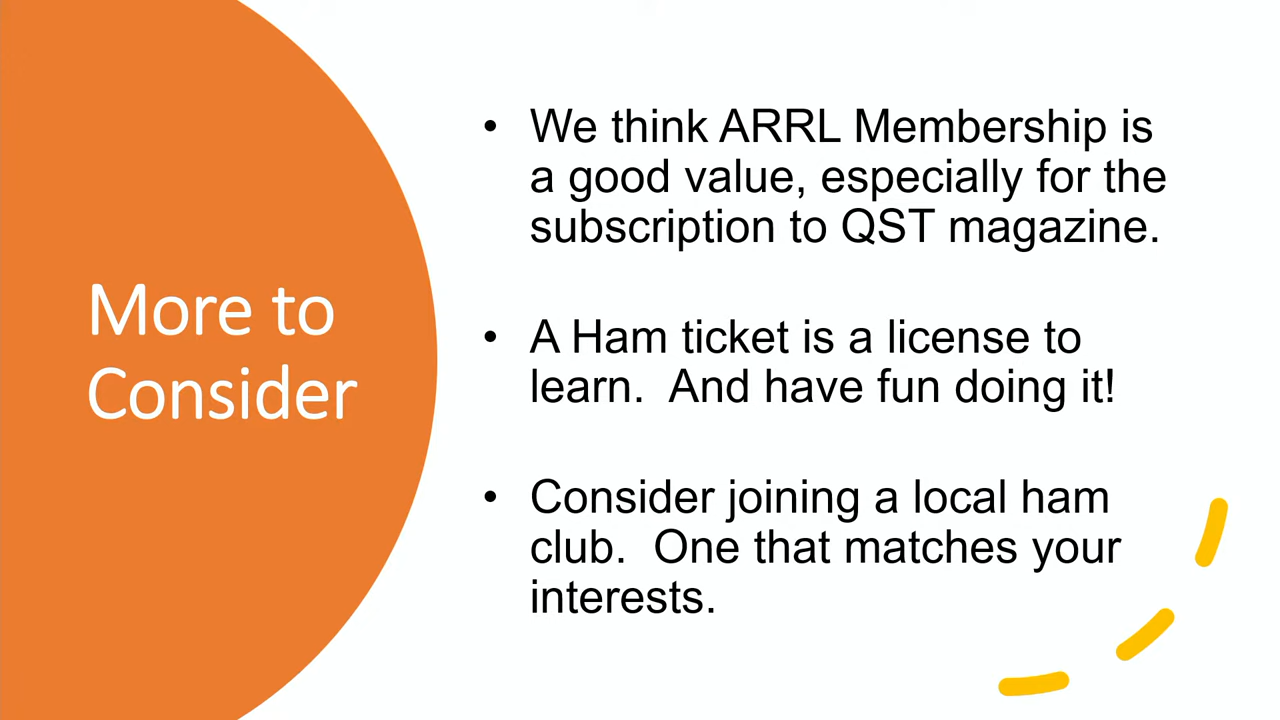 More to
Consider
• We think ARRL Membership is
a good value, especially for the
subscription to QST magazine.
• A Ham ticket is a license to
learn.  And have fun doing it!
• Consider joining a local ham
club.  One that matches your
interests.